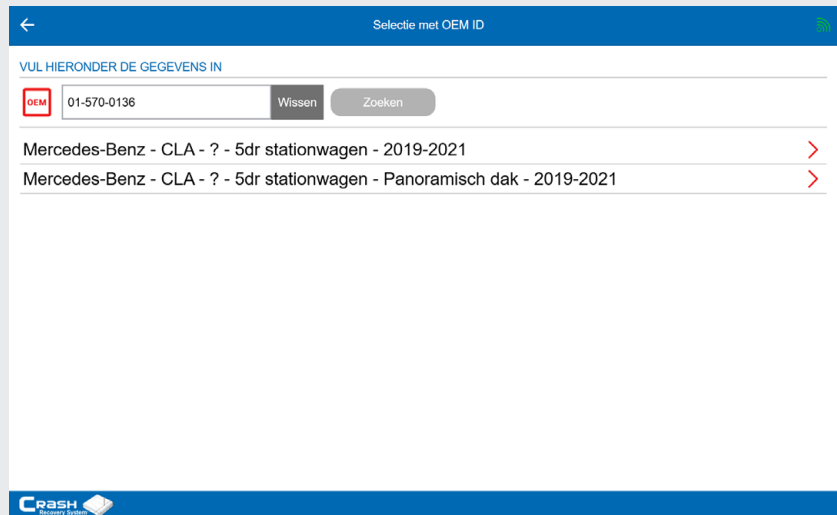 Selectie met OEM ID
VUL HIERONDER DE GEGEVENS IN
OEM 01-570-0136 Wissen Zoeken
Mercedes-Benz - CLA - ? - 5dr stationwagen - 2019-2021
Mercedes-Benz - CLA - ? - 5dr stationwagen - Panoramisch dak - 2019-2021
CRaSH
Recovery System